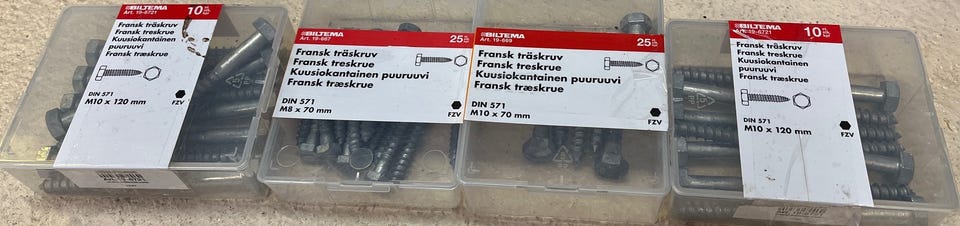 BILTEMA
Art. 19-6721
10
Fransk träskruv
Fransk treskrue
Kuusiokantainen
puuruuvi
Fransk træskrue
DIN 571
M10 x 120 mm
FZV
BILTEMA
Art. 19-667
25
Fransk träskruv
Fransk treskrue
Kuusiokantainen puuruuvi
Fransk træskrue
DIN 571
M8 x 70 mm
FZV
BILTEMA
Art. 19-669
25
Fransk träskruv
Fransk treskrue
Kuusiokantainen puuruuvi
Fransk træskrue
DIN 571
M10 x 70 mm
FZV
BILTEMA
Art. 19-6721
10
Fransk träskruv
Fransk treskrue
Kuusiokantainen
puuruuvi
Fransk træskrue
DIN 571
M10 x 120 mm
FZV